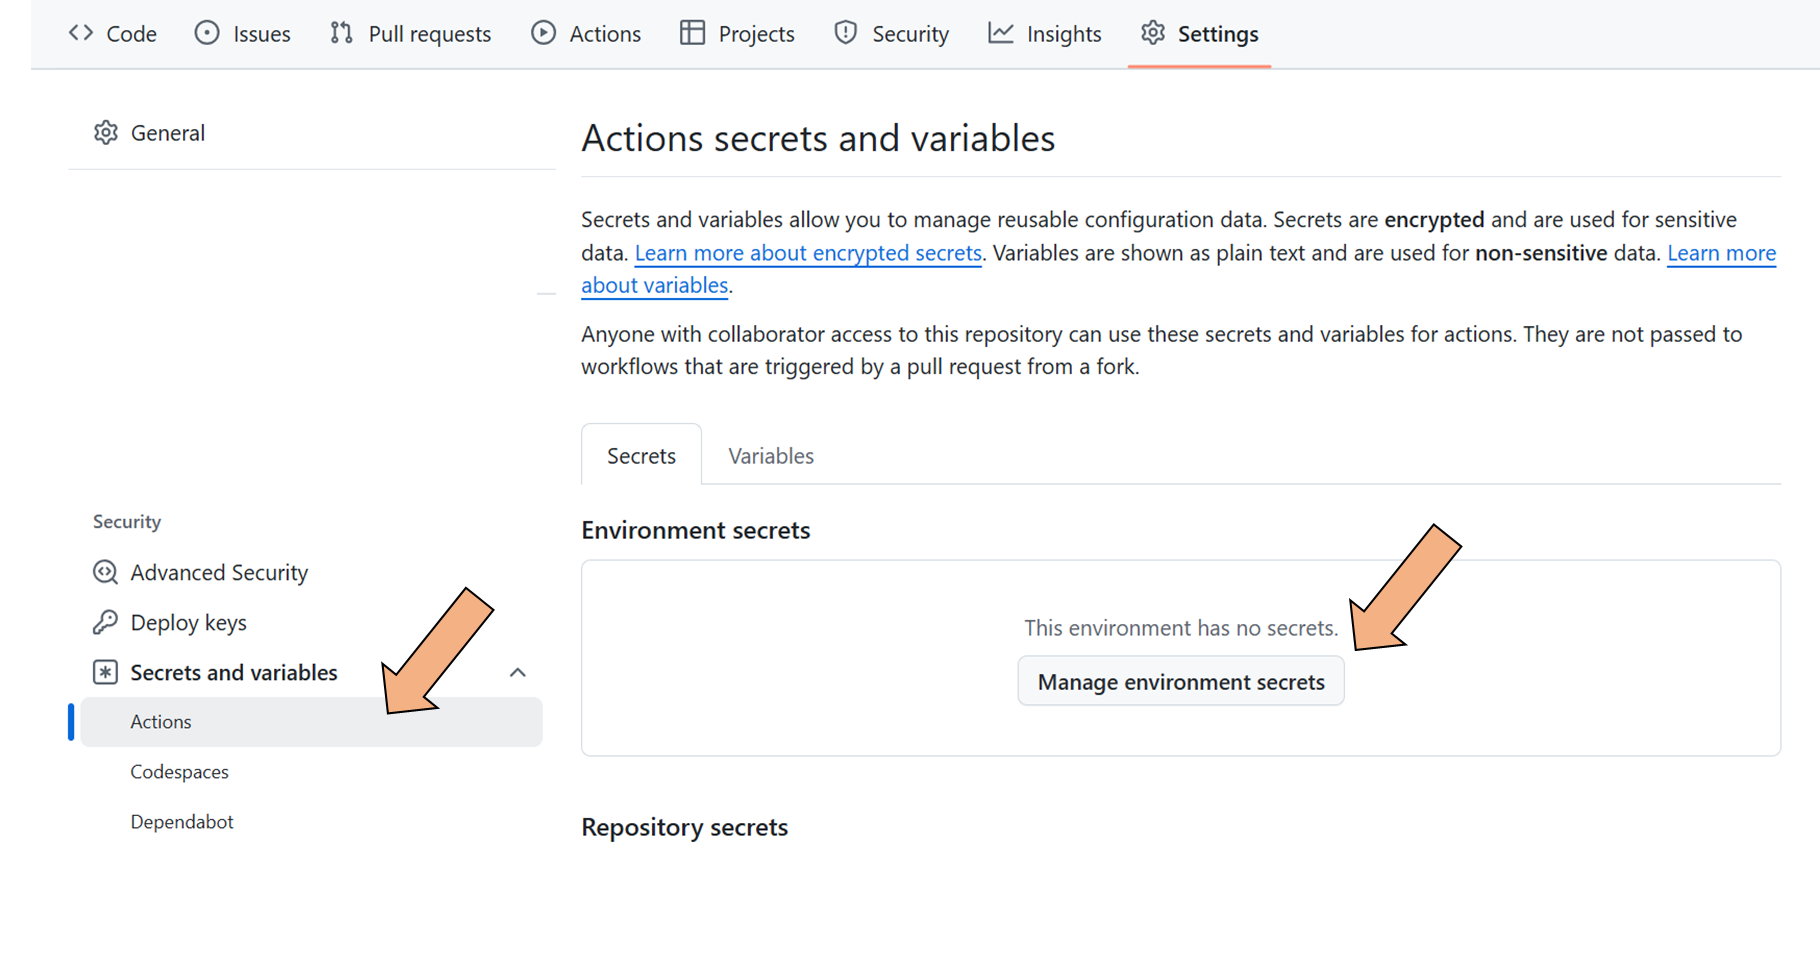 Code Issues Pull requests Actions Projects Security Insights Settings
General
Security
Advanced Security
Deploy keys
Secrets and variables
Actions
Codespaces
Dependabot
Actions secrets and variables
Secrets and variables allow you to manage reusable configuration data. Secrets are encrypted and are used for sensitive
data. Learn more about encrypted secrets. Variables are shown as plain text and are used for non-sensitive data. Learn more
about variables.
Anyone with collaborator access to this repository can use these secrets and variables for actions. They are not passed to
workflows that are triggered by a pull request from a fork.
Secrets Variables
Environment secrets
This environment has no secrets.
Manage environment secrets
Repository secrets